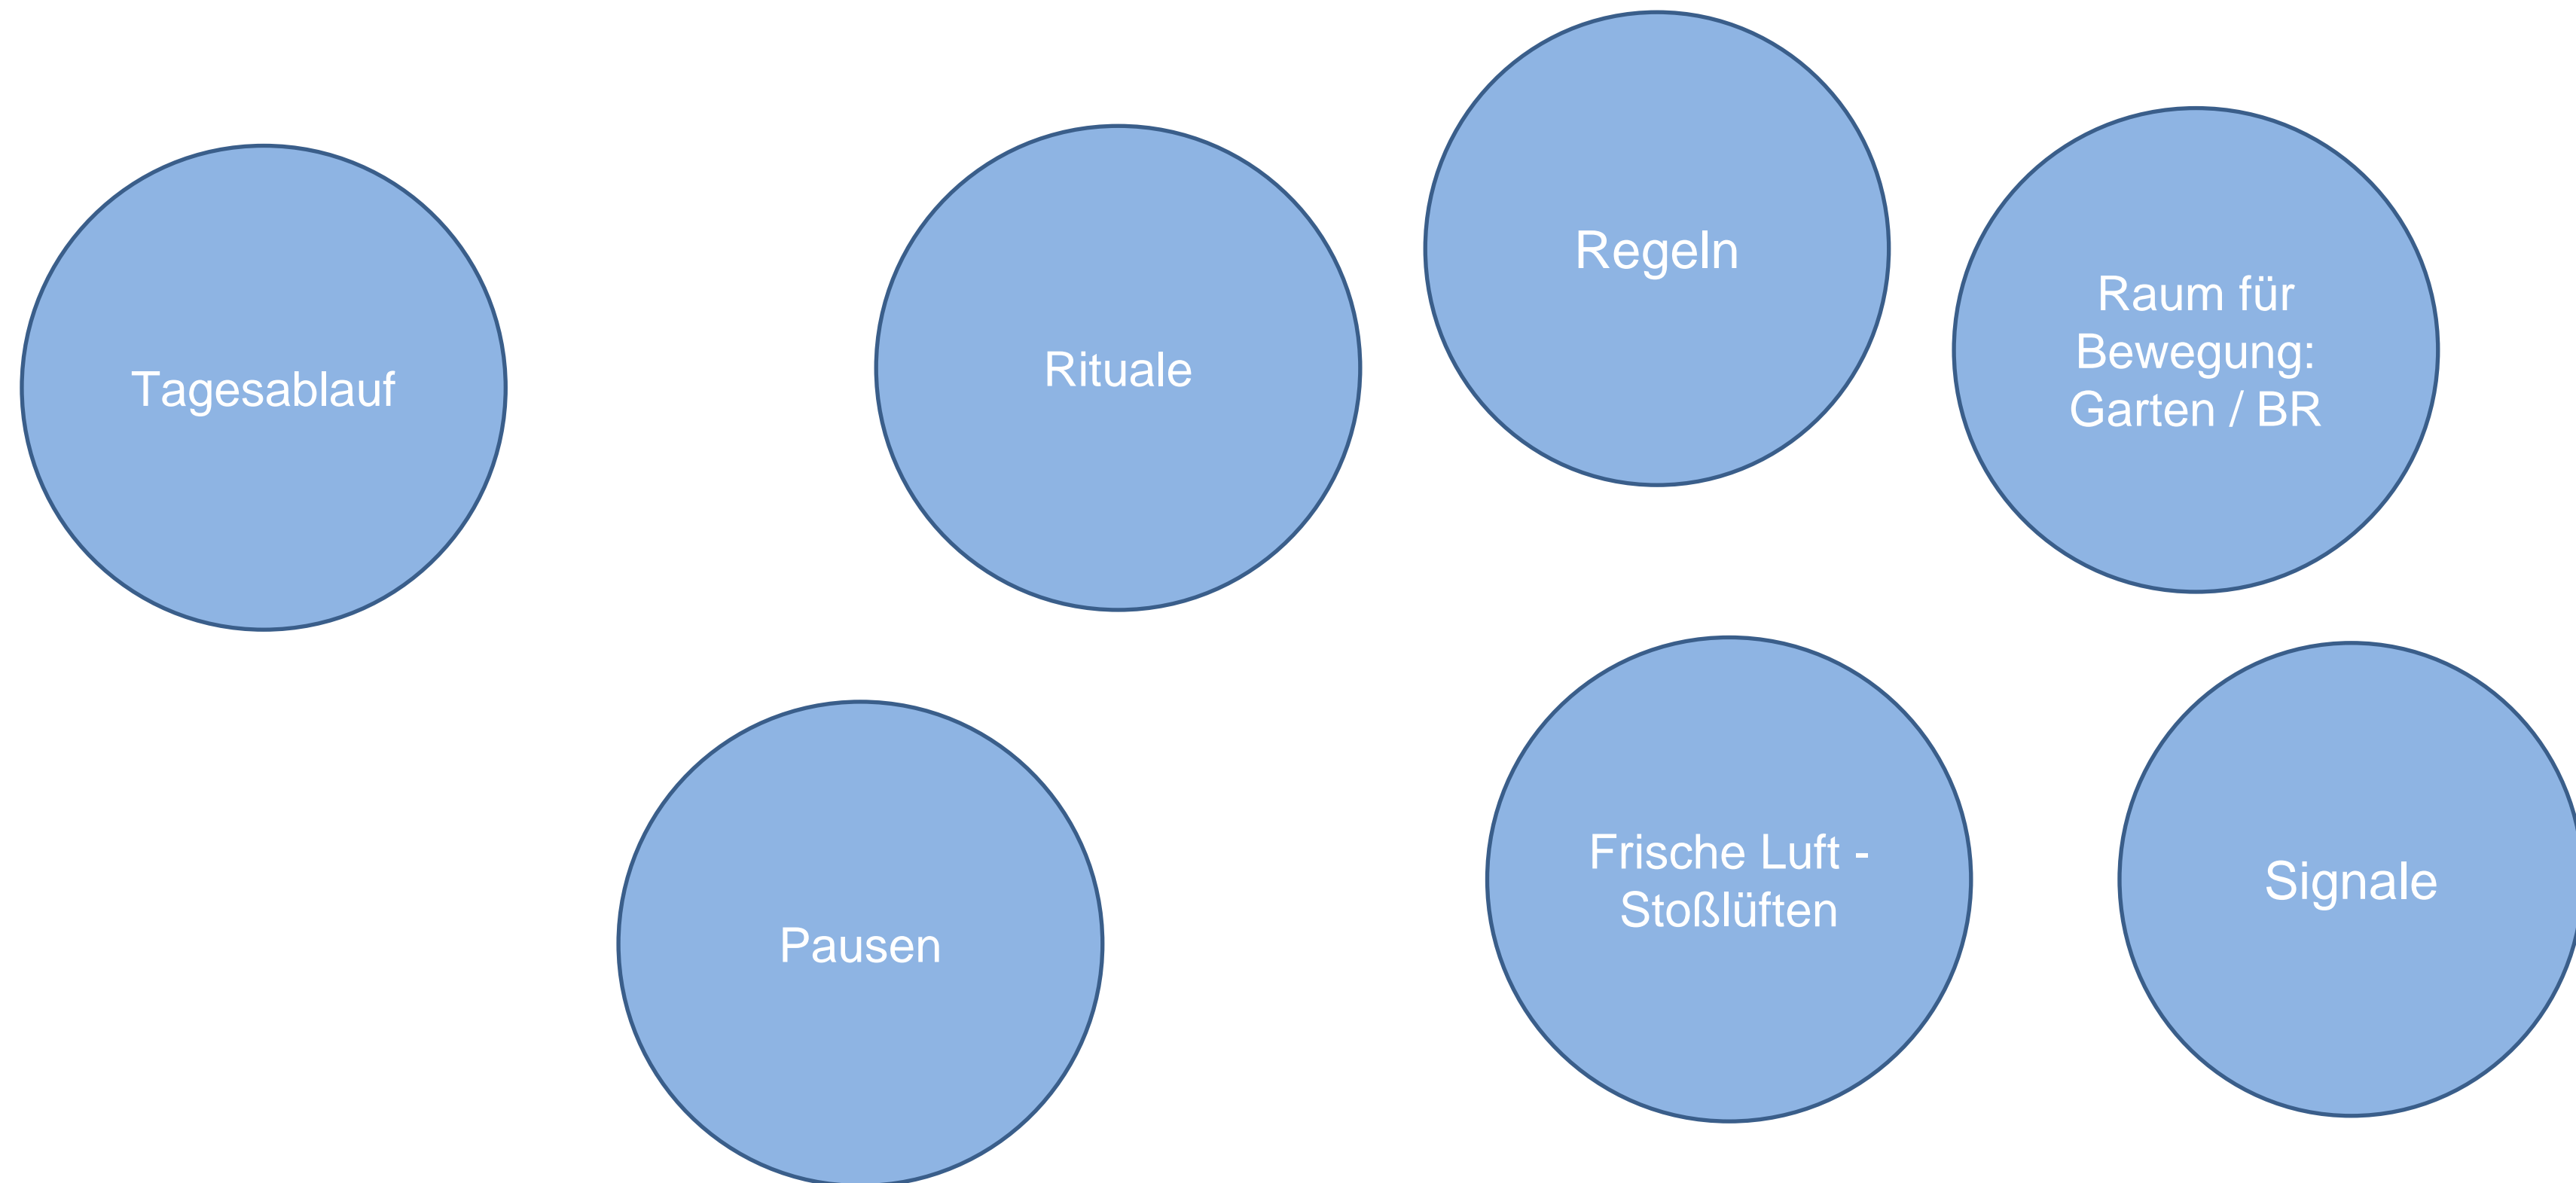 Tagesablauf
Rituale
Regeln
Raum für
Bewegung:
Garten / BR
Pausen
Frische Luft -
Stoßlüften
Signale